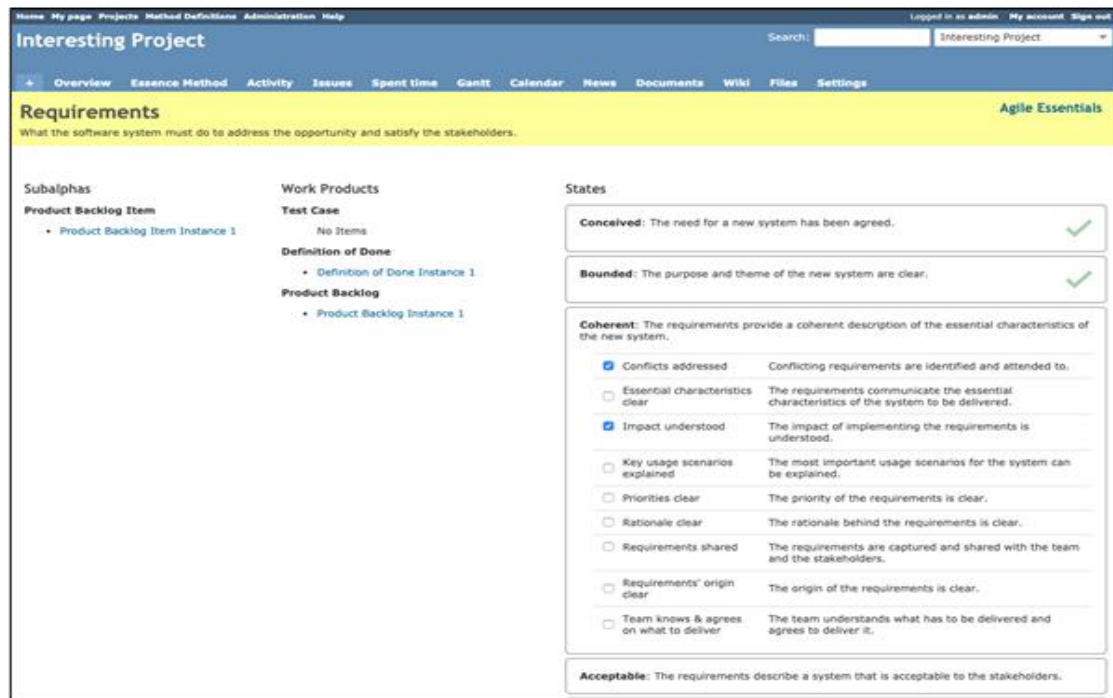 Home My page Projects Method Definitions Administration Help
Logged in as admin My account Sign out
Interesting Project
Search:
Interesting Project
+ Overview Essence Method Activity Issues Spent time Gantt Calendar News Documents Wiki Files Settings
Requirements
Agile Essentials
What the software system must do to address the opportunity and satisfy the stakeholders.
Subalphas
Product Backlog Item
• Product Backlog Item Instance 1
Work Products
Test Case
No Items
Definition of Done
• Definition of Done Instance 1
Product Backlog
• Product Backlog Instance 1
States
Conceived: The need for a new system has been agreed.
Bounded: The purpose and theme of the new system are clear.
Coherent: The requirements provide a coherent description of the essential characteristics of
the new system.
Conflicts addressed
Conflicting requirements are identified and attended to.
Essential characteristics
clear
The requirements communicate the essential
characteristics of the system to be delivered.
Impact understood
The impact of implementing the requirements is
understood.
Key usage scenarios
explained
The most important usage scenarios for the system can
be explained.
Priorities clear
The priority of the requirements is clear.
Rationale clear
The rationale behind the requirements is clear.
Requirements shared
The requirements are captured and shared with the team
and the stakeholders.
Requirements' origin
clear
The origin of the requirements is clear.
Team knows & agrees
on what to deliver
The team understands what has to be delivered and
agrees to deliver it.
Acceptable: The requirements describe a system that is acceptable to the stakeholders.